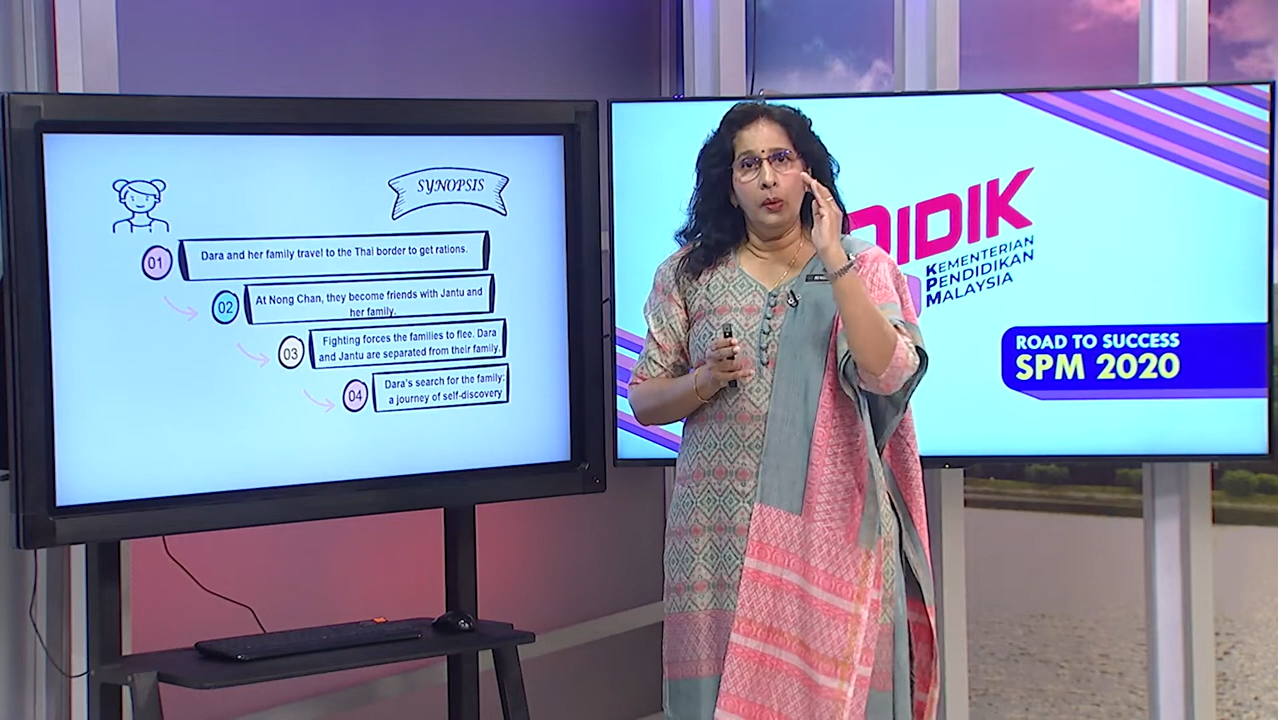 SYNOPSIS
01
Dara and her family travel to the Thai border to get rations.
02
At Nong Chan, they become friends with Jantu and
her family.
03
Fighting forces the families to flee. Dara
and Jantu are separated from their family.
04
Dara's search for the family:
a journey of self-discovery
DIDIK
KEMENTERIAN
PENDIDIKAN
MALAYSIA
ROAD TO SUCCESS
SPM 2020